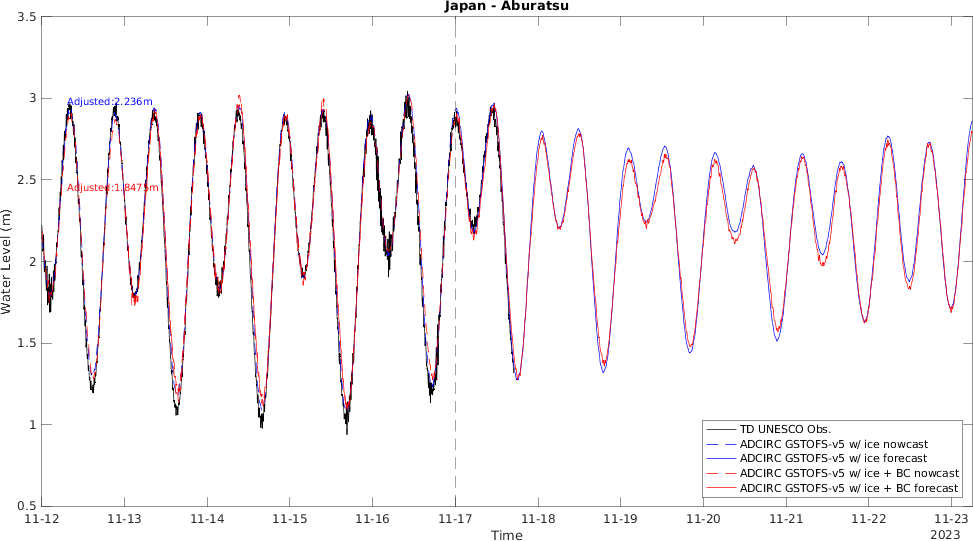 Japan - Aburatsu
3.5
3
2.5
2
1.5
1
0.5
Water Level (m)
Adjusted:2.236m
Adjusted:1.8475m
TD UNESCO Obs.
ADCIRC GSTOFS-v5 w/ ice nowcast
ADCIRC GSTOFS-v5 w/ ice forecast
ADCIRC GSTOFS-v5 w/ ice + BC nowcast
ADCIRC GSTOFS-v5 w/ ice + BC forecast
11-12 11-13 11-14 11-15 11-16 11-17 11-18 11-19 11-20 11-21 11-22 11-23
Time
2023